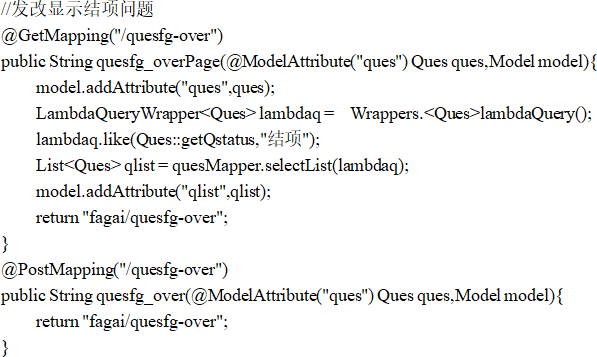 //发改显示结项问题
@GetMapping("/quesfg-over")
public String quesfg_overPage(@ModelAttribute("ques") Ques ques,Model model){
    model.addAttribute("ques",ques);
    LambdaQueryWrapper<Ques> lambdaq =    Wrappers.<Ques>lambdaQuery();
    lambdaq.like(Ques::getQstatus,"结项");
    List<Ques> qlist = quesMapper.selectList(lambdaq);
    model.addAttribute("qlist",qlist);
    return "fagai/quesfg-over";
}
@PostMapping("/quesfg-over")
public String quesfg_over(@ModelAttribute("ques") Ques ques,Model model){
    return "fagai/quesfg-over";
}